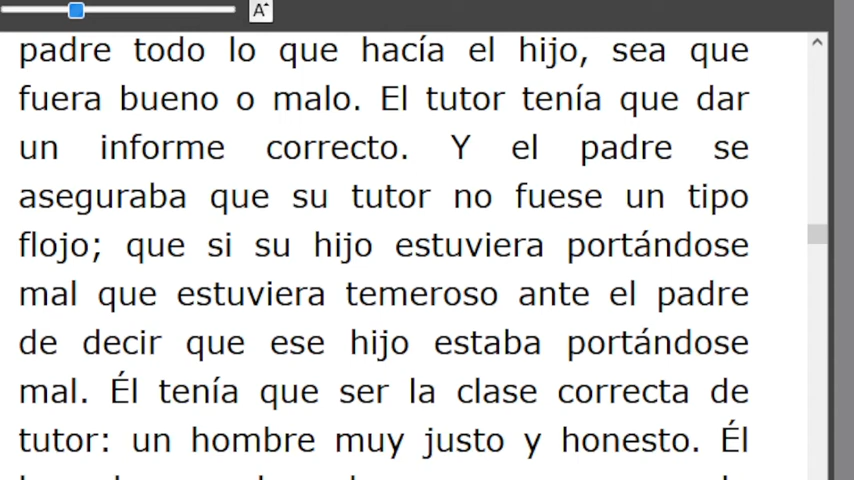 A
padre todo lo que hacía el hijo, sea que
fuera bueno o malo. El tutor tenía que dar
un informe correcto. Y el padre se
aseguraba que su tutor no fuese un tipo
flojo; que si su hijo estuviera portándose
mal que estuviera temeroso ante el padre
de decir que ese hijo estaba portándose
mal. Él tenía que ser la clase correcta de
tutor: un hombre muy justo y honesto. Él